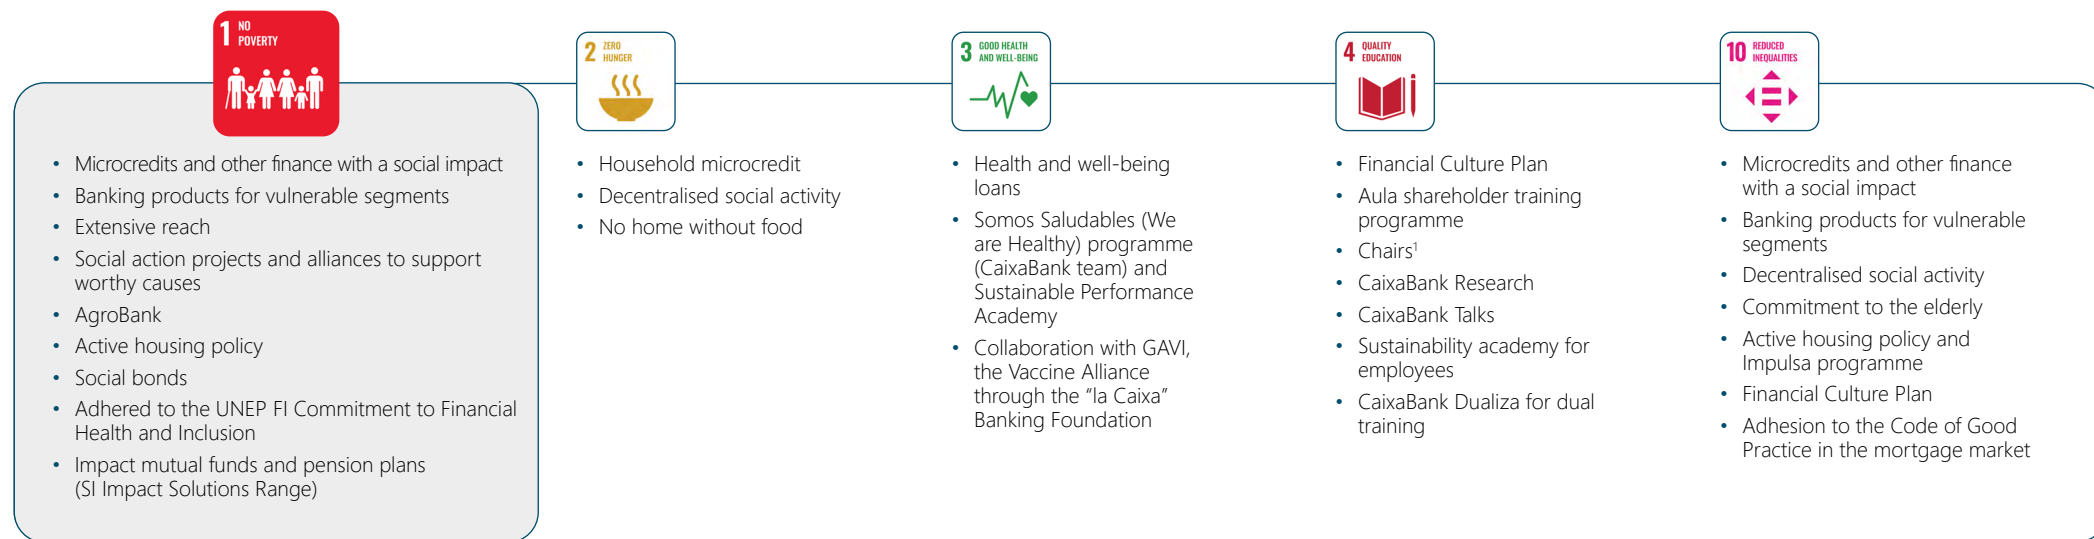 1 NO
POVERTY
• Microcredits and other finance with a social impact
• Banking products for vulnerable segments
• Extensive reach
• Social action projects and alliances to support
worthy causes
• AgroBank
• Active housing policy
• Social bonds
• Adhered to the UNEP FI Commitment to Financial
Health and Inclusion
• Impact mutual funds and pension plans
(SI Impact Solutions Range)
2 ZERO
HUNGER
• Household microcredit
• Decentralised social activity
• No home without food
3 GOOD HEALTH
AND WELL-BEING
• Health and well-being
loans
• Somos Saludables (We
are Healthy) programme
(CaixaBank team) and
Sustainable Performance
Academy
• Collaboration with GAVI,
the Vaccine Alliance
through the “la Caixa”
Banking Foundation
4 QUALITY
EDUCATION
• Financial Culture Plan
• Aula shareholder training
programme
• Chairs¹
• CaixaBank Research
• CaixaBank Talks
• Sustainability academy for
employees
• CaixaBank Dualiza for dual
training
10 REDUCED
INEQUALITIES
• Microcredits and other finance
with a social impact
• Banking products for vulnerable
segments
• Decentralised social activity
• Commitment to the elderly
• Active housing policy and
Impulsa programme
• Financial Culture Plan
• Adhesion to the Code of Good
Practice in the mortgage market